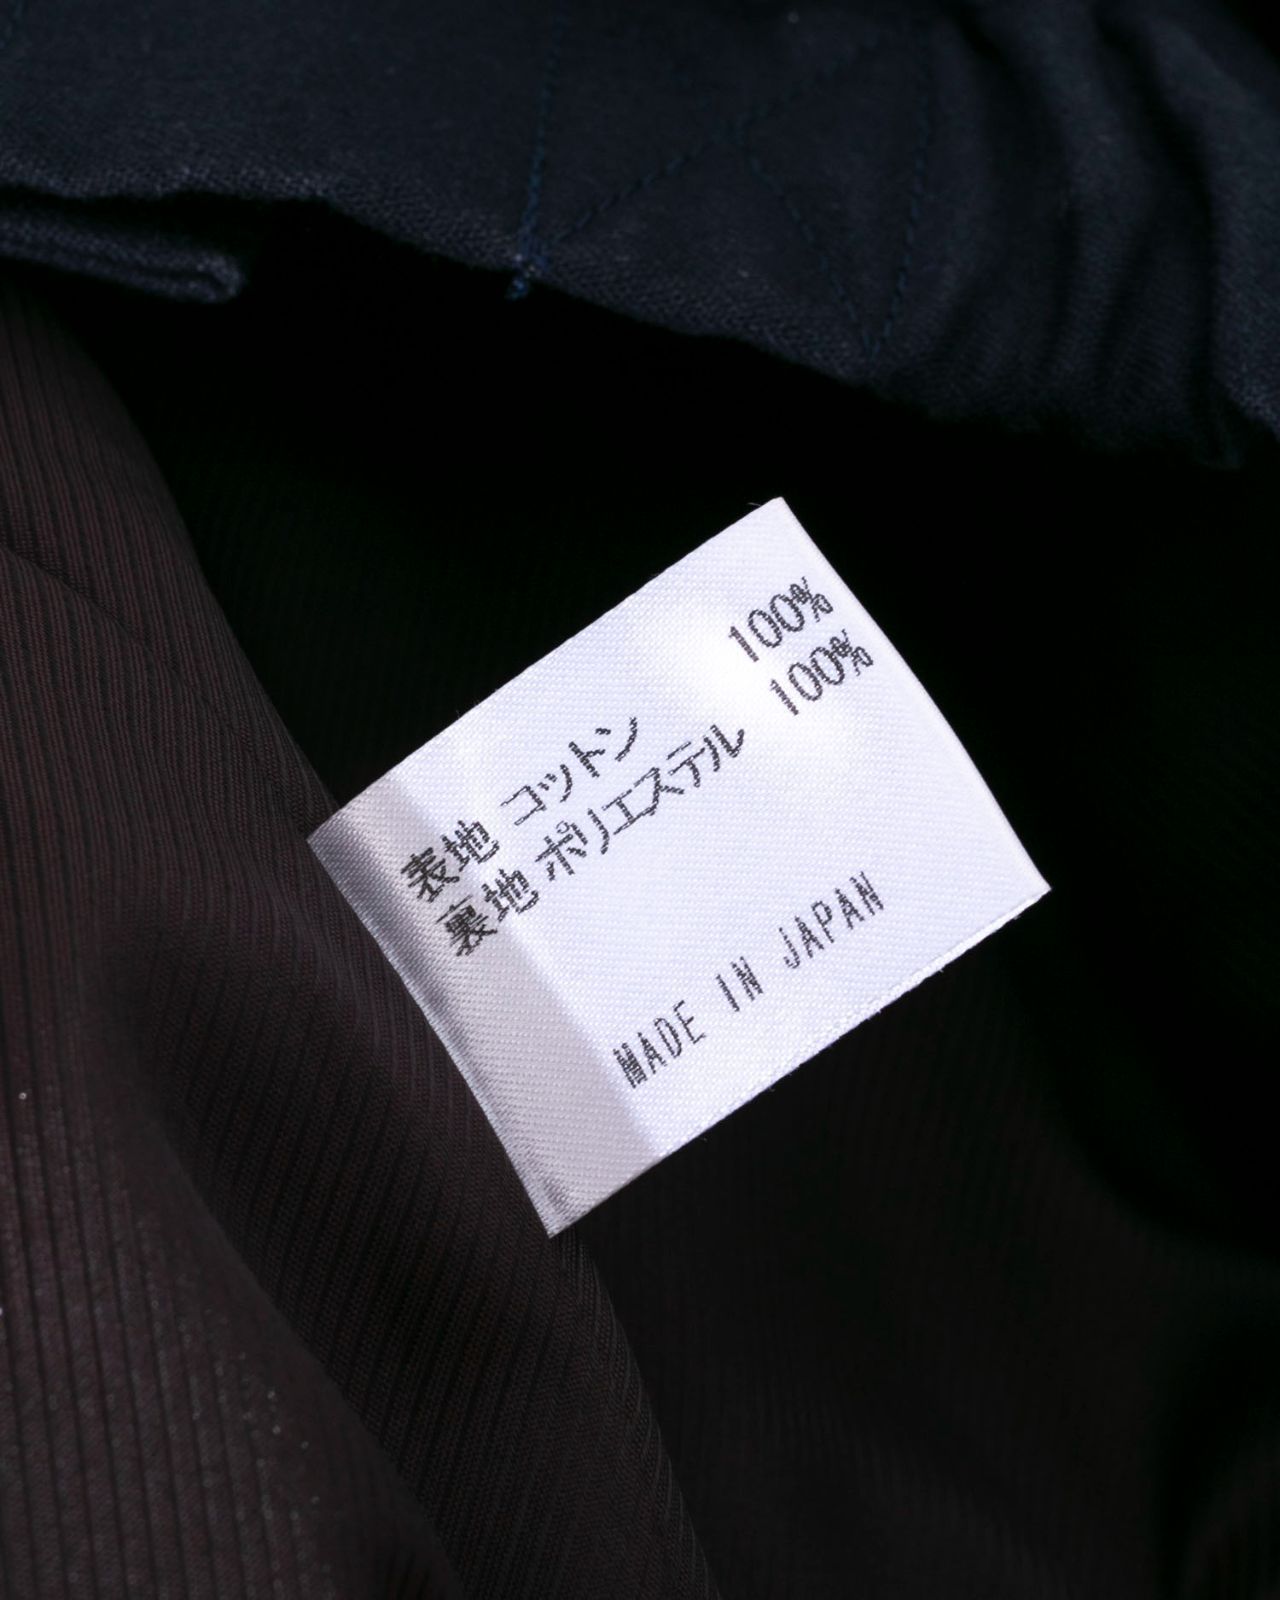 表地 コットン 100%
裏地 ポリエステル 100%
MADE IN JAPAN